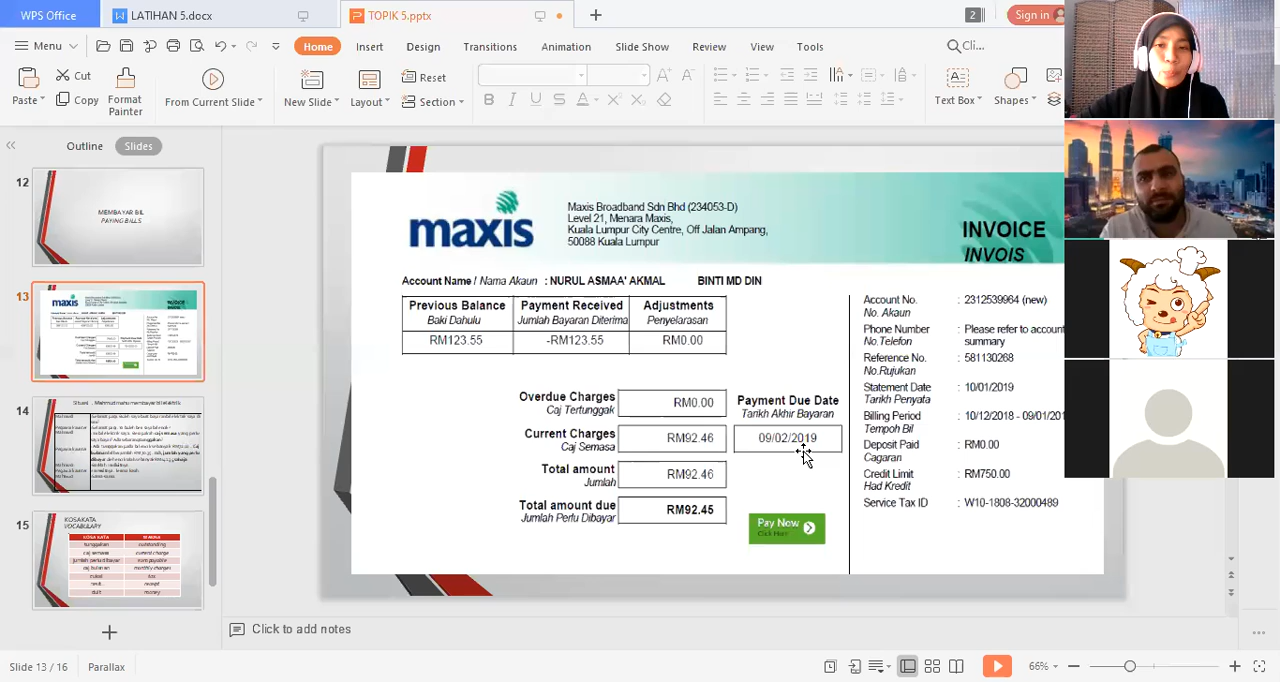 WPS Office
LATIHAN 5.docx
TOPIK 5.pptx
2
Sign in
Menu
Home
Insert
Design
Transitions
Animation
Slide Show
Review
View
Tools
Cli...
Paste
Cut
Copy
Format Painter
From Current Slide
New Slide
Layout
Reset
Section
Text Box
Shapes
Outline
Slides
12
MEMBAYAR BIL
PAYING BILLS
13
14
15
KOSAKATA
VOCABULARY
maxis
Maxis Broadband Sdn Bhd (234053-D)
Level 21, Menara Maxis,
Kuala Lumpur City Centre, Off Jalan Ampang,
50088 Kuala Lumpur
INVOICE
INVOIS
Account Name / Nama Akaun : NURUL ASMAA' AKMAL BINTI MD DIN
Previous Balance Payment Received Adjustments
Baki Dahulu Jumlah Bayaran Diterima Penyelarasan
RM123.55 -RM123.55 RM0.00
Overdue Charges RM0.00
Caj Tertunggak
Current Charges RM92.46
Caj Semasa
Total amount RM92.46
Jumlah
Total amount due RM92.45
Jumlah Perlu Dibayar
Payment Due Date
Tarikh Akhir Bayaran
09/02/2019
Pay Now
Click Here
Account No. : 2312539964 (new)
No. Akaun
Phone Number : Please refer to account
No.Telefon summary
Reference No. : 581130268
No.Rujukan
Statement Date : 10/01/2019
Tarikh Penyata
Billing Period : 10/12/2018 - 09/01/201
Tempoh Bil
Deposit Paid : RM0.00
Cagaran
Credit Limit : RM750.00
Had Kredit
Service Tax ID : W10-1808-32000489
Click to add notes
Slide 13 / 16
Parallax
66%